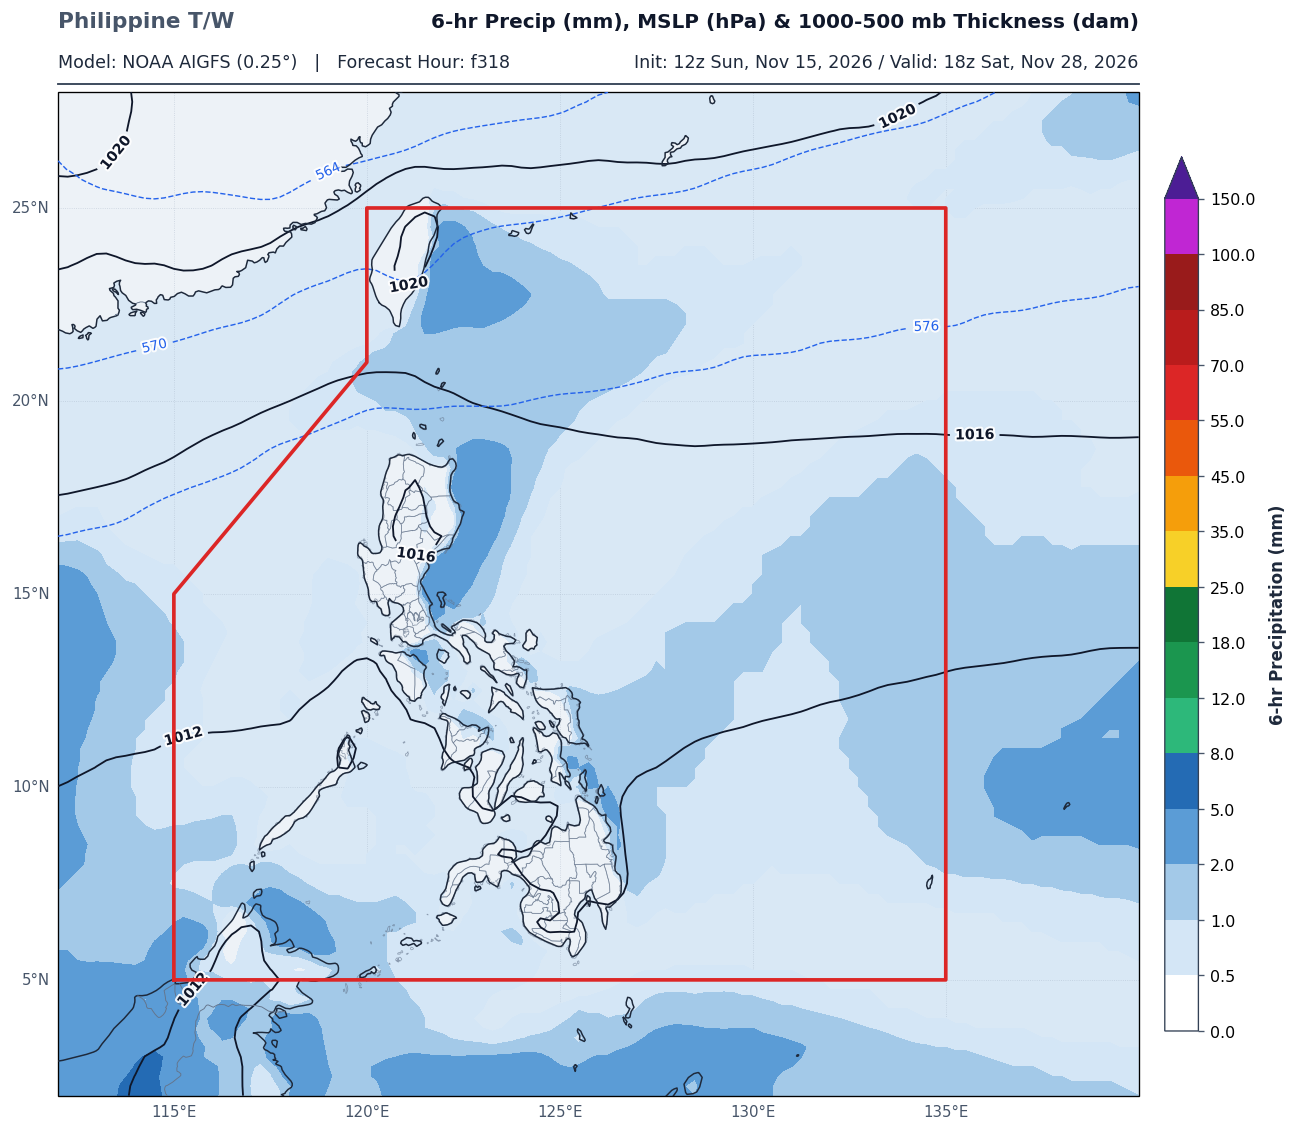 Philippine T/W
6-hr Precip (mm), MSLP (hPa) & 1000-500 mb Thickness (dam)
Model: NOAA AIGFS (0.25°) | Forecast Hour: f318
Init: 12z Sun, Nov 15, 2026 / Valid: 18z Sat, Nov 28, 2026
1020
1020
564
25°N
1020
576
570
20°N
1016
1016
15°N
1012
10°N
5°N
1012
115°E
120°E
125°E
130°E
135°E
150.0
100.0
85.0
70.0
55.0
45.0
35.0
25.0
18.0
12.0
8.0
5.0
2.0
1.0
0.5
0.0
6-hr Precipitation (mm)